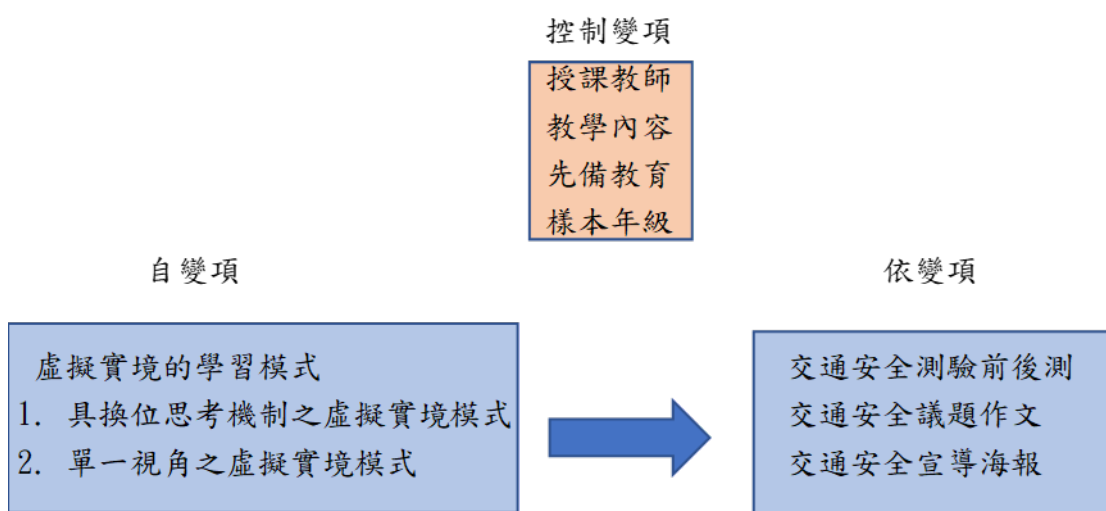 控制變項
授課教師
教學內容
先備教育
樣本年級
自變項
虛擬實境的學習模式
1. 具換位思考機制之虛擬實境模式
2. 單一視角之虛擬實境模式
依變項
交通安全測驗前後測
交通安全議題作文
交通安全宣導海報